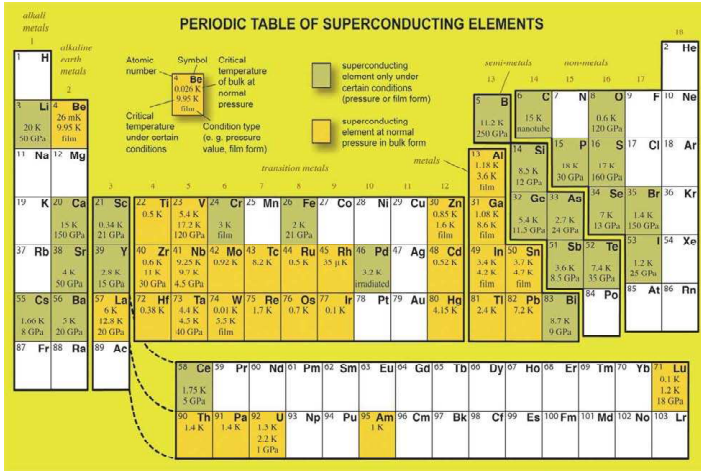 PERIODIC TABLE OF SUPERCONDUCTING ELEMENTS
alkali
metals
1
alkaline
earth
metals
2
Atomic
number
Symbol
Critical
temperature
of bulk at
normal
pressure
4 Be
0.026 K
9.95 K
film
Critical
temperature
under certain
conditions
Condition type
(e. g. pressure
value, film form)
superconducting
element only under
certain conditions
(pressure or film form)
superconducting
element at normal
pressure in bulk form
semi-metals
non-metals
metals
transition metals
3 4 5 6 7 8 9 10 11 12
13 14 15 16 17
18
1 H
2 He
3 Li
20 K
50 GPa
4 Be
26 mK
9.95 K
film
5 B
11.2 K
250 GPa
6 C
15 K
nanotube
7 N
8 O
0.6 K
120 GPa
9 F
10 Ne
11 Na
12 Mg
13 Al
1.18 K
3.6 K
film
14 Si
8.5 K
12 GPa
15 P
18 K
30 GPa
16 S
17 K
160 GPa
17 Cl
18 Ar
19 K
20 Ca
15 K
150 GPa
21 Sc
0.34 K
21 GPa
22 Ti
0.5 K
23 V
5.4 K
17.2 K
120 GPa
24 Cr
3 K
film
25 Mn
26 Fe
2 K
21 GPa
27 Co
28 Ni
29 Cu
30 Zn
0.85 K
1.6 K
film
31 Ga
1.08 K
8.6 K
film
32 Ge
5.4 K
11.5 GPa
33 As
2.7 K
24 GPa
34 Se
7 K
13 GPa
35 Br
1.4 K
150 GPa
36 Kr
37 Rb
38 Sr
4 K
50 GPa
39 Y
2.8 K
15 GPa
40 Zr
0.6 K
11 K
30 GPa
41 Nb
9.25 K
9.7 K
4.5 GPa
42 Mo
0.92 K
43 Tc
8.2 K
44 Ru
0.5 K
45 Rh
35 μK
46 Pd
3.2 K
irradiated
47 Ag
48 Cd
0.52 K
49 In
3.4 K
4.2 K
film
50 Sn
3.7 K
4.7 K
film
51 Sb
3.6 K
8.5 GPa
52 Te
7.4 K
35 GPa
53 I
1.2 K
25 GPa
54 Xe
55 Cs
1.66 K
8 GPa
56 Ba
5 K
20 GPa
57 La
6 K
12.8 K
20 GPa
72 Hf
0.38 K
73 Ta
4.4 K
4.5 K
40 GPa
74 W
0.01 K
5.5 K
film
75 Re
1.7 K
76 Os
0.7 K
77 Ir
0.1 K
78 Pt
79 Au
80 Hg
4.15 K
81 Tl
2.4 K
82 Pb
7.2 K
83 Bi
8.7 K
9 GPa
84 Po
85 At
86 Rn
87 Fr
88 Ra
89 Ac
58 Ce
1.75 K
5 GPa
59 Pr
60 Nd
61 Pm
62 Sm
63 Eu
64 Gd
65 Tb
66 Dy
67 Ho
68 Er
69 Tm
70 Yb
71 Lu
0.1 K
1.2 K
18 GPa
90 Th
1.4 K
91 Pa
1.4 K
92 U
1.3 K
2.2 K
1 GPa
93 Np
94 Pu
95 Am
1 K
96 Cm
97 Bk
98 Cf
99 Es
100 Fm
101 Md
102 No
103 Lr